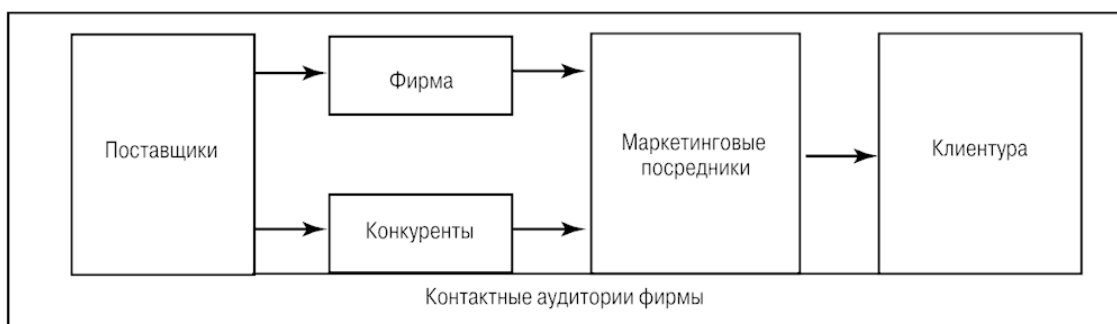 Поставщики
Фирма
Конкуренты
Маркетинговые
посредники
Клиентура
Контактные аудитории фирмы